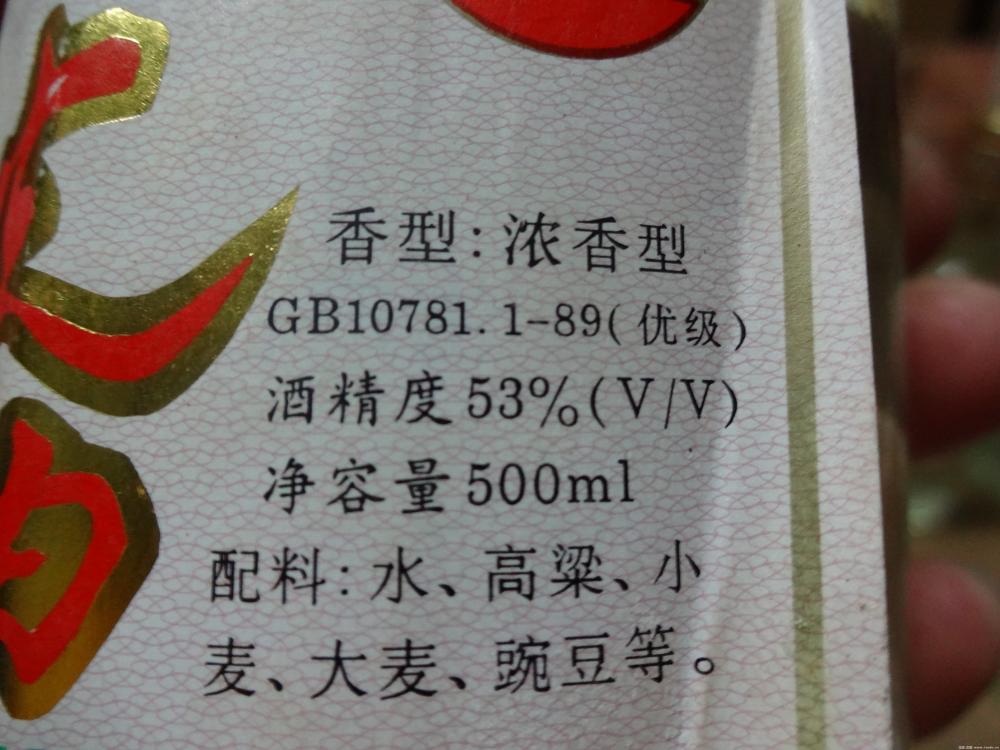 香型:浓香型
GB10781.1-89(优级)
酒精度53%(V/V)
净容量500ml
配料:水、高粱、小
麦、大麦、豌豆等。